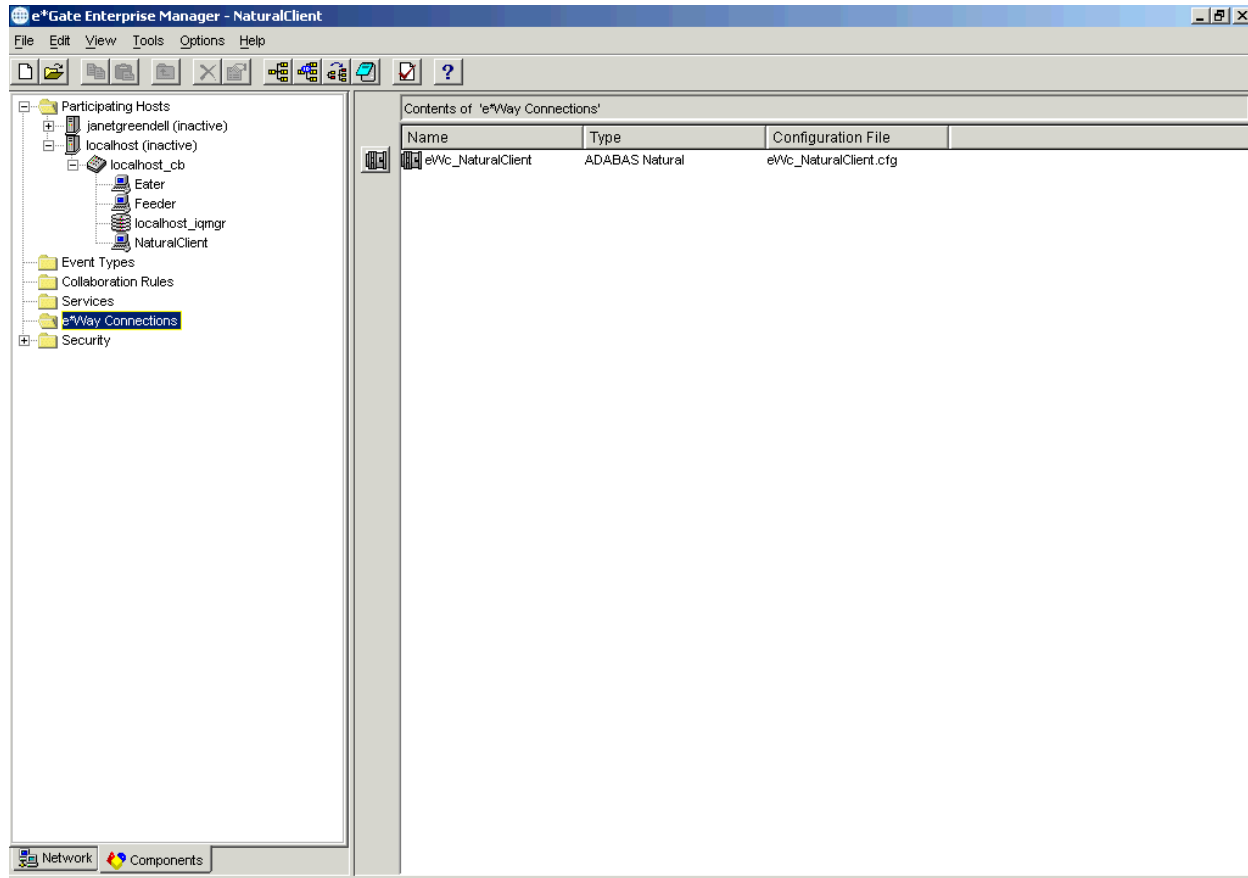 e*Gate Enterprise Manager - NaturalClient
File Edit View Tools Options Help
Participating Hosts
janetgreendell (inactive)
localhost (inactive)
localhost_cb
Eater
Feeder
localhost_iqmgr
NaturalClient
Event Types
Collaboration Rules
Services
e*Way Connections
Security
Contents of 'e*Way Connections'
Name Type Configuration File
eWc_NaturalClient ADABAS Natural eWc_NaturalClient.cfg
Network Components